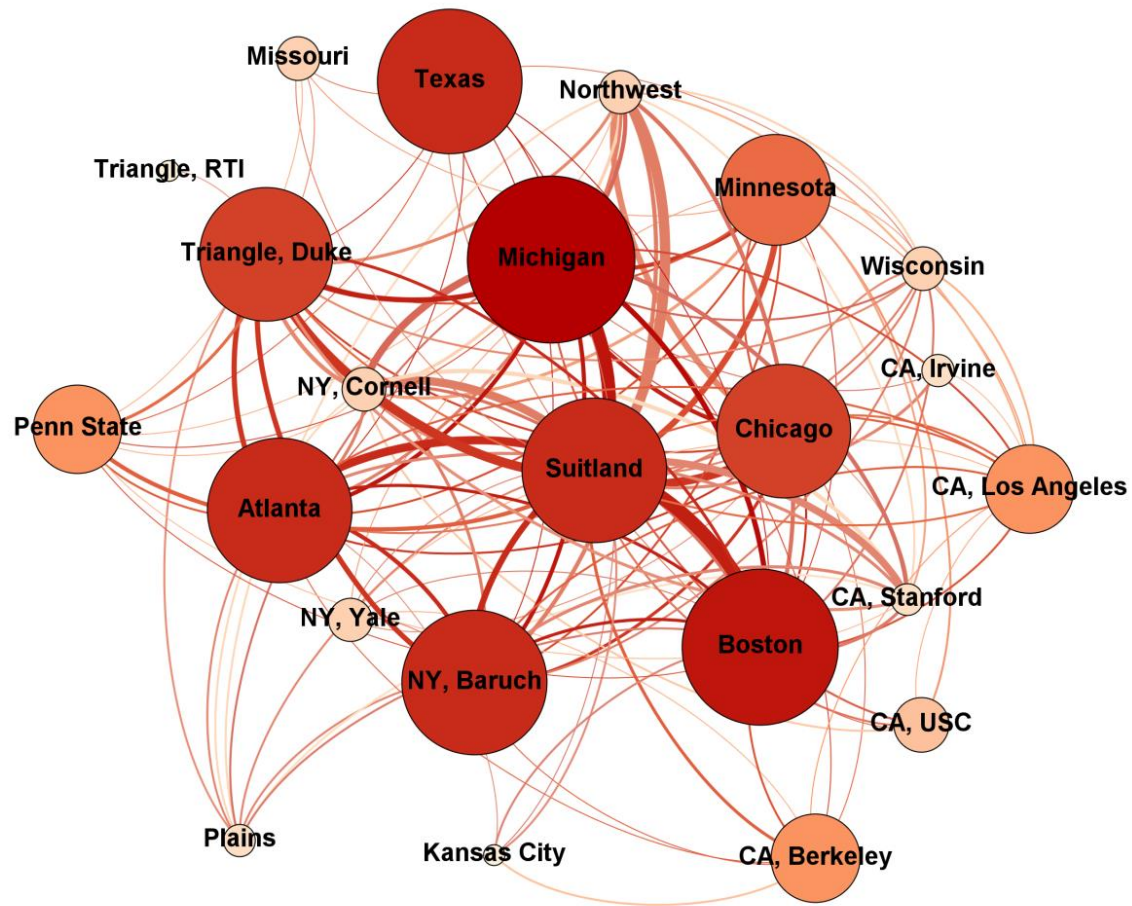 Missouri
Texas
Northwest
Triangle, RTI
Minnesota
Triangle, Duke
Michigan
Wisconsin
CA, Irvine
NY, Cornell
Penn State
Chicago
Suitland
CA, Los Angeles
Atlanta
CA, Stanford
NY, Yale
Boston
NY, Baruch
CA, USC
Plains
Kansas City
CA, Berkeley